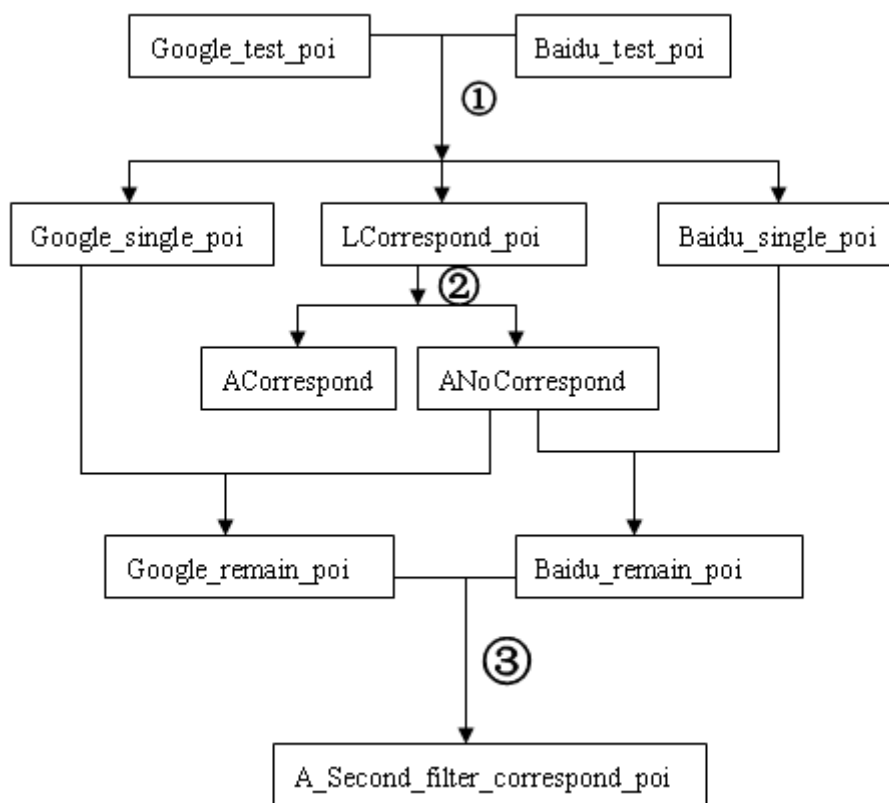 Google_test_poi
Baidu_test_poi
①
Google_single_poi
LCorrespond_poi
Baidu_single_poi
②
ACorrespond
ANoCorrespond
Google_remain_poi
Baidu_remain_poi
③
A_Second_filter_correspond_poi